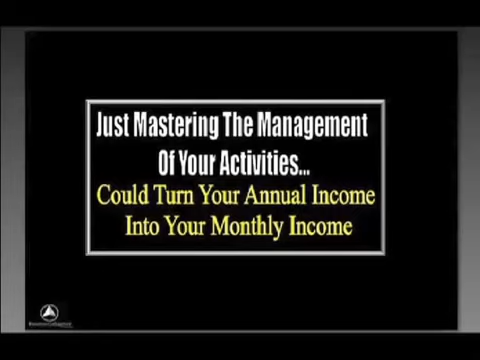 Just Mastering The Management
Of Your Activities...
Could Turn Your Annual Income
Into Your Monthly Income